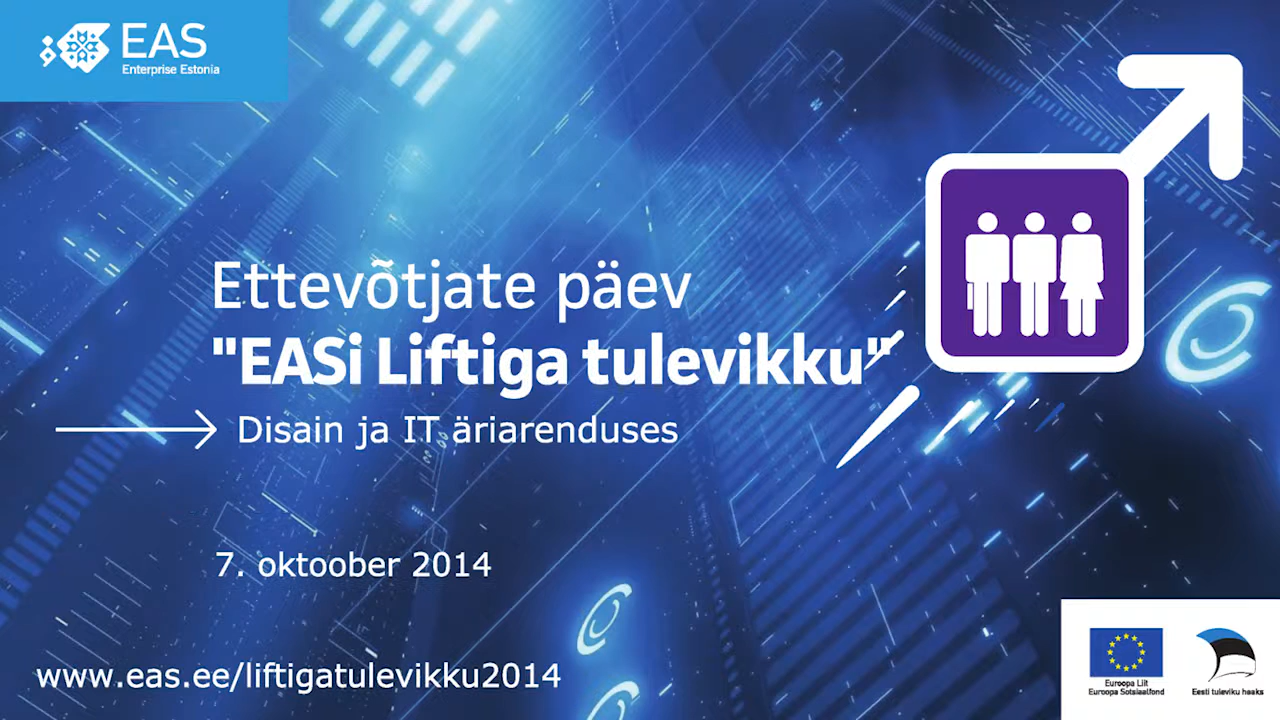 EAS
Enterprise Estonia
Ettevõtjate päev
"EASi Liftiga tulevikku"
Disain ja IT äriarenduses
7. oktoober 2014
www.eas.ee/liftigatulevikku2014
Euroopa Liit
Euroopa Sotsiaalfond
Eesti tuleviku heaks